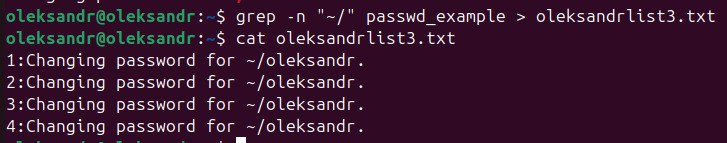 oleksandr@oleksandr:~$ grep -n "~/" passwd_example > oleksandrlist3.txt
oleksandr@oleksandr:~$ cat oleksandrlist3.txt
1:Changing password for ~/oleksandr.
2:Changing password for ~/oleksandr.
3:Changing password for ~/oleksandr.
4:Changing password for ~/oleksandr.